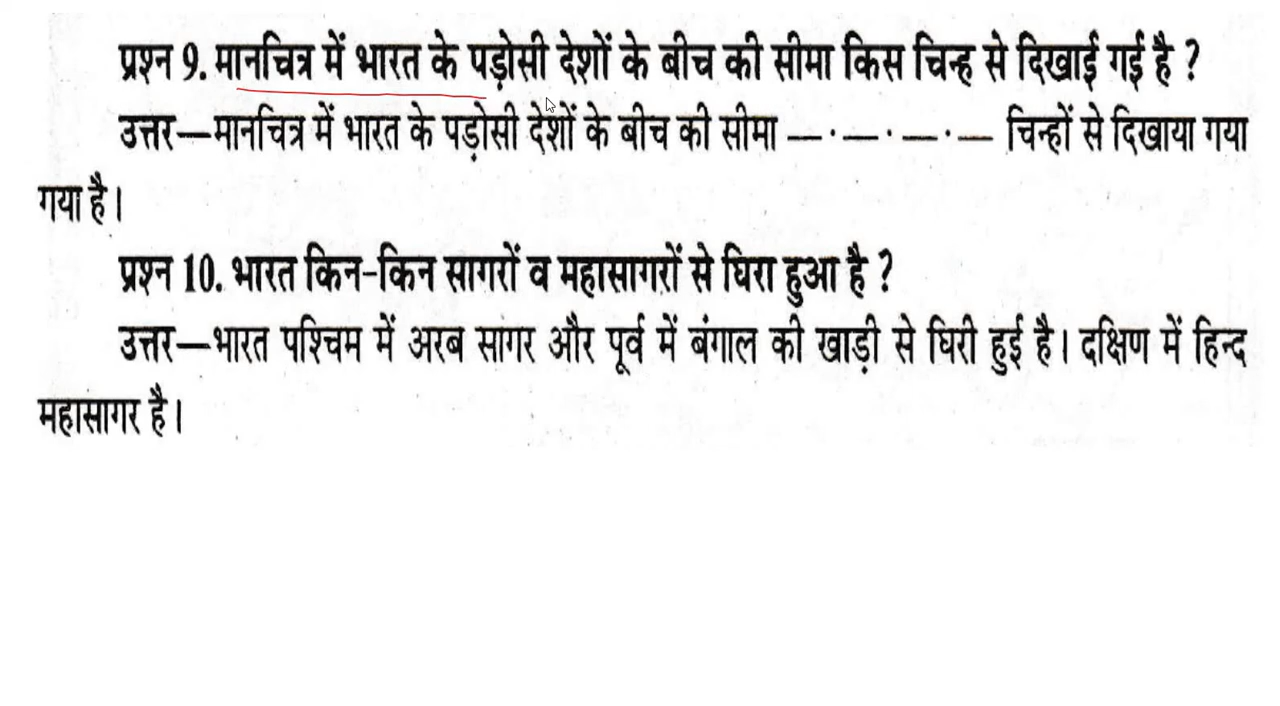 प्रश्न 9. मानचित्र में भारत के पड़ोसी देशों के बीच की सीमा किस चिन्ह से दिखाई गई है ?
उत्तर—मानचित्र में भारत के पड़ोसी देशों के बीच की सीमा —·—·—·— चिन्हों से दिखाया गया
गया है।
प्रश्न 10. भारत किन-किन सागरों व महासागरों से घिरा हुआ है ?
उत्तर—भारत पश्चिम में अरब सागर और पूर्व में बंगाल की खाड़ी से घिरी हुई है। दक्षिण में हिन्द
महासागर है।